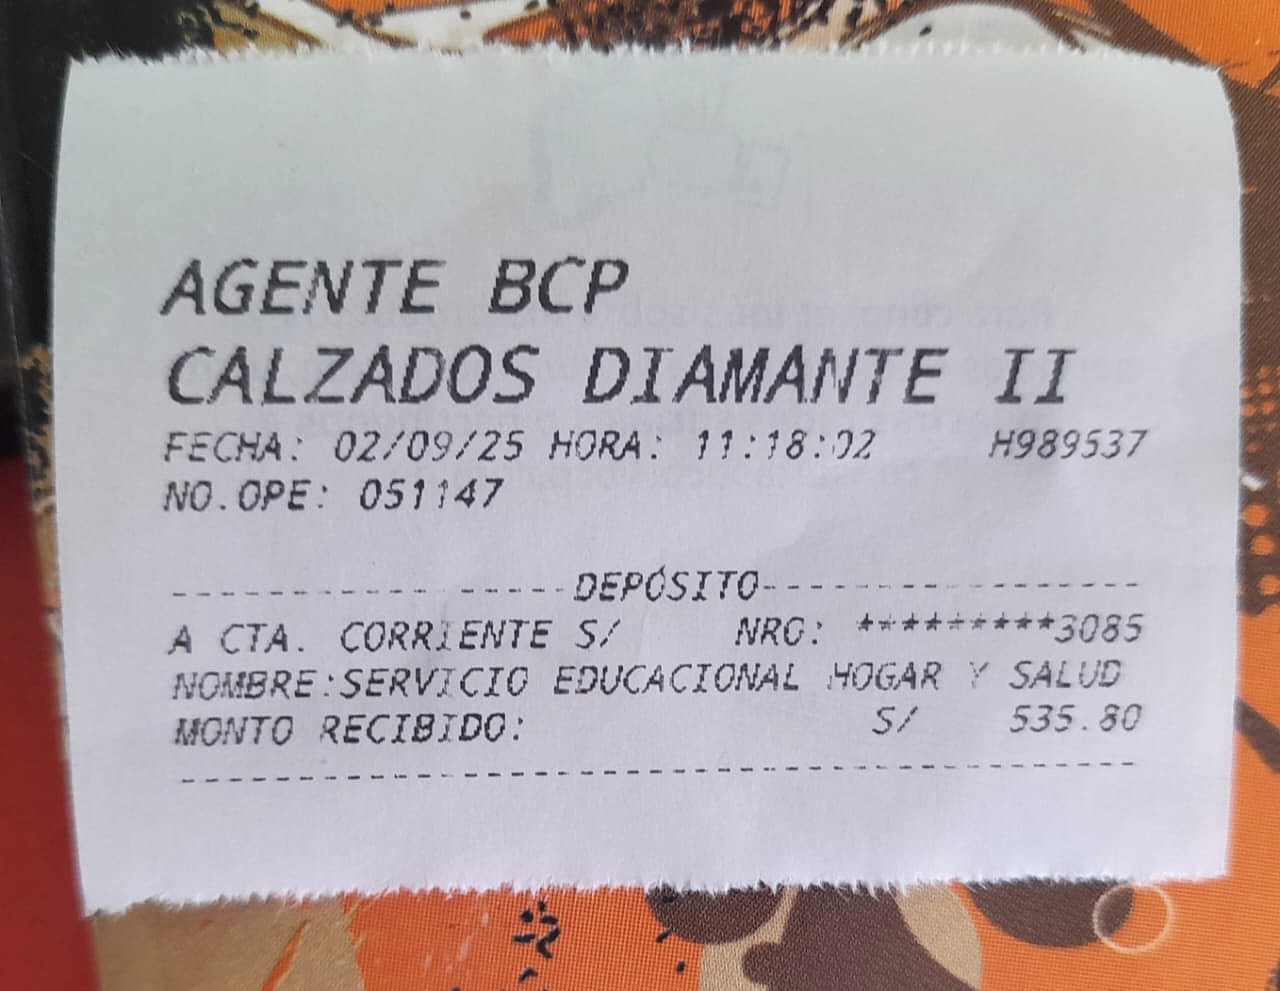 AGENTE BCP
CALZADOS DIAMANTE II
FECHA: 02/09/25 HORA: 11:18:02 H989537
NO.OPE: 051147
------------------DEPÓSITO------------------
A CTA. CORRIENTE S/ NRO: *********3085
NOMBRE:SERVICIO EDUCACIONAL HOGAR Y SALUD
MONTO RECIBIDO: S/ 535.80
------------------------------------------